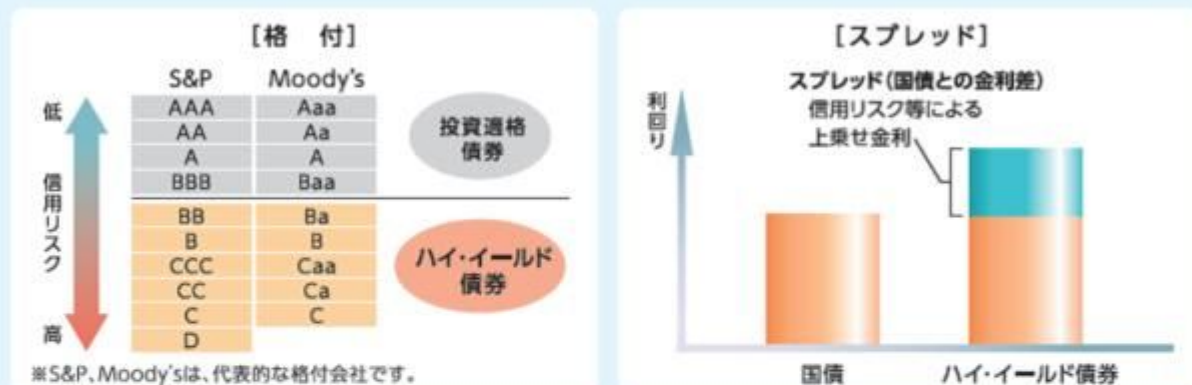 [格 付]
S&P Moody's
低
信用リスク
高
AAA Aaa
AA Aa
A A
BBB Baa
投資適格
債券
BB Ba
B B
CCC Caa
CC Ca
C C
D
ハイ・イールド
債券
※S&P、Moody'sは、代表的な格付会社です。
[スプレッド]
スプレッド(国債との金利差)
信用リスク等による
上乗せ金利
利回り
国債
ハイ・イールド債券